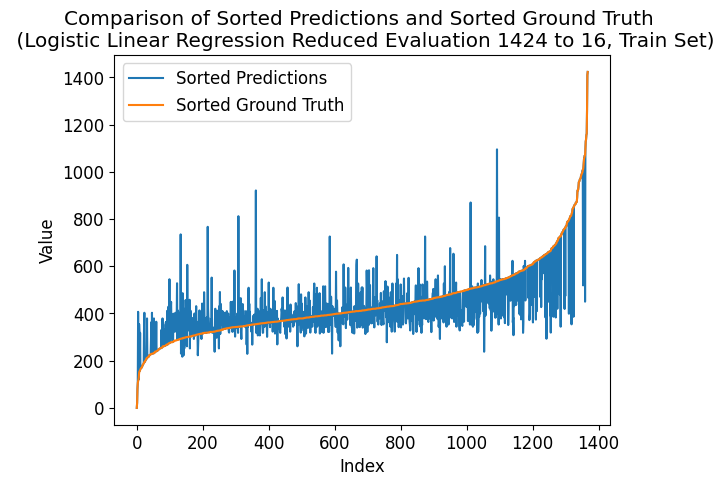 Comparison of Sorted Predictions and Sorted Ground Truth
(Logistic Linear Regression Reduced Evaluation 1424 to 16, Train Set)
Sorted Predictions
Sorted Ground Truth
1400
1200
1000
800
600
400
200
0
Value
0 200 400 600 800 1000 1200 1400
Index